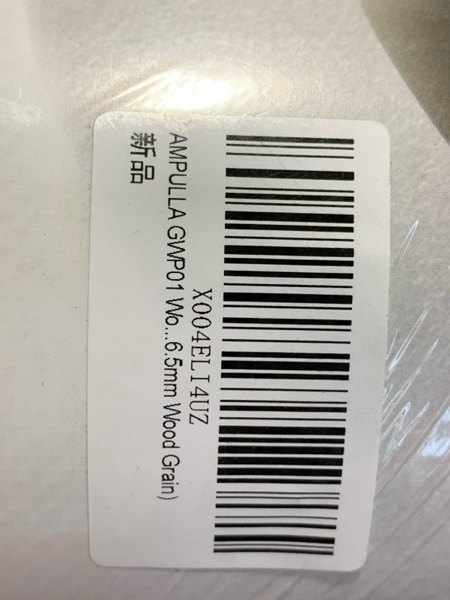 X004ELI4UZ
AMPULLA GWP01 Wo...6.5mm Wood Grain)
新品